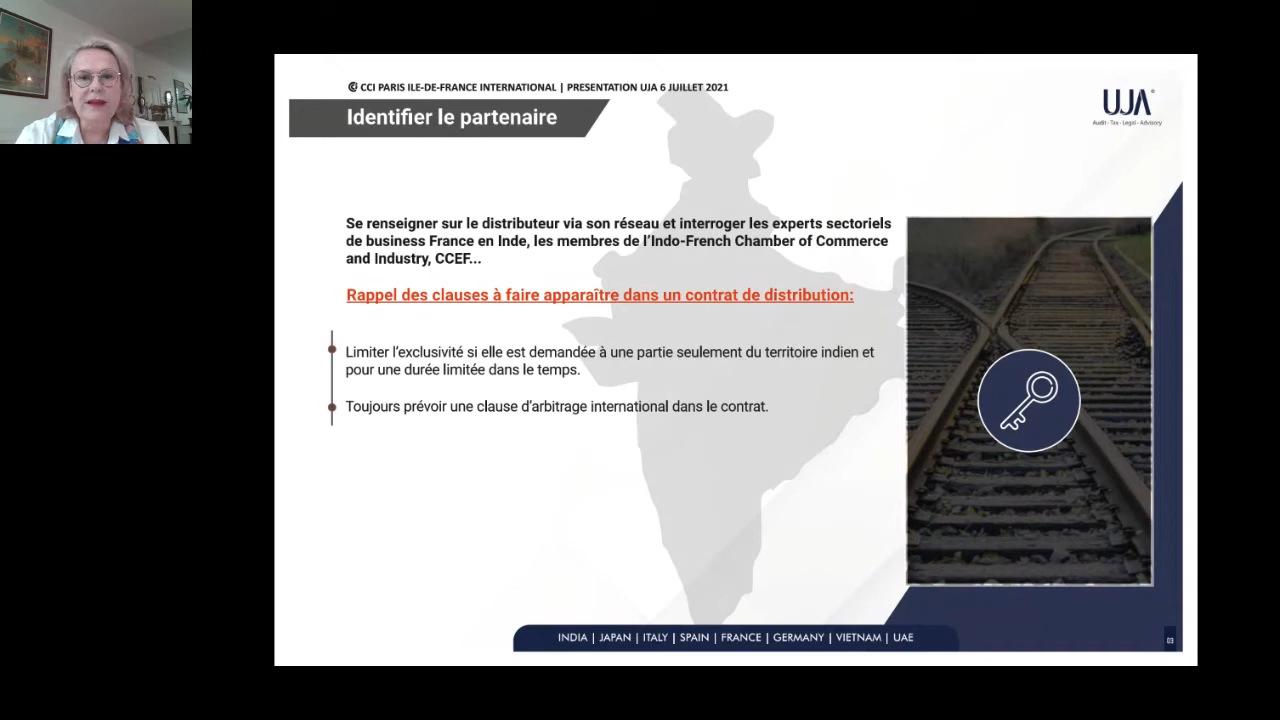 CCI PARIS ILE-DE-FRANCE INTERNATIONAL | PRESENTATION UJA 6 JUILLET 2021
Identifier le partenaire
UJA
Audit - Tax - Legal - Advisory
Se renseigner sur le distributeur via son réseau et interroger les experts sectoriels
de business France en Inde, les membres de l'Indo-French Chamber of Commerce
and Industry, CCEF...
Rappel des clauses à faire apparaître dans un contrat de distribution:
Limiter l'exclusivité si elle est demandée à une partie seulement du territoire indien et
pour une durée limitée dans le temps.
Toujours prévoir une clause d'arbitrage international dans le contrat.
INDIA | JAPAN | ITALY | SPAIN | FRANCE | GERMANY | VIETNAM | UAE
03